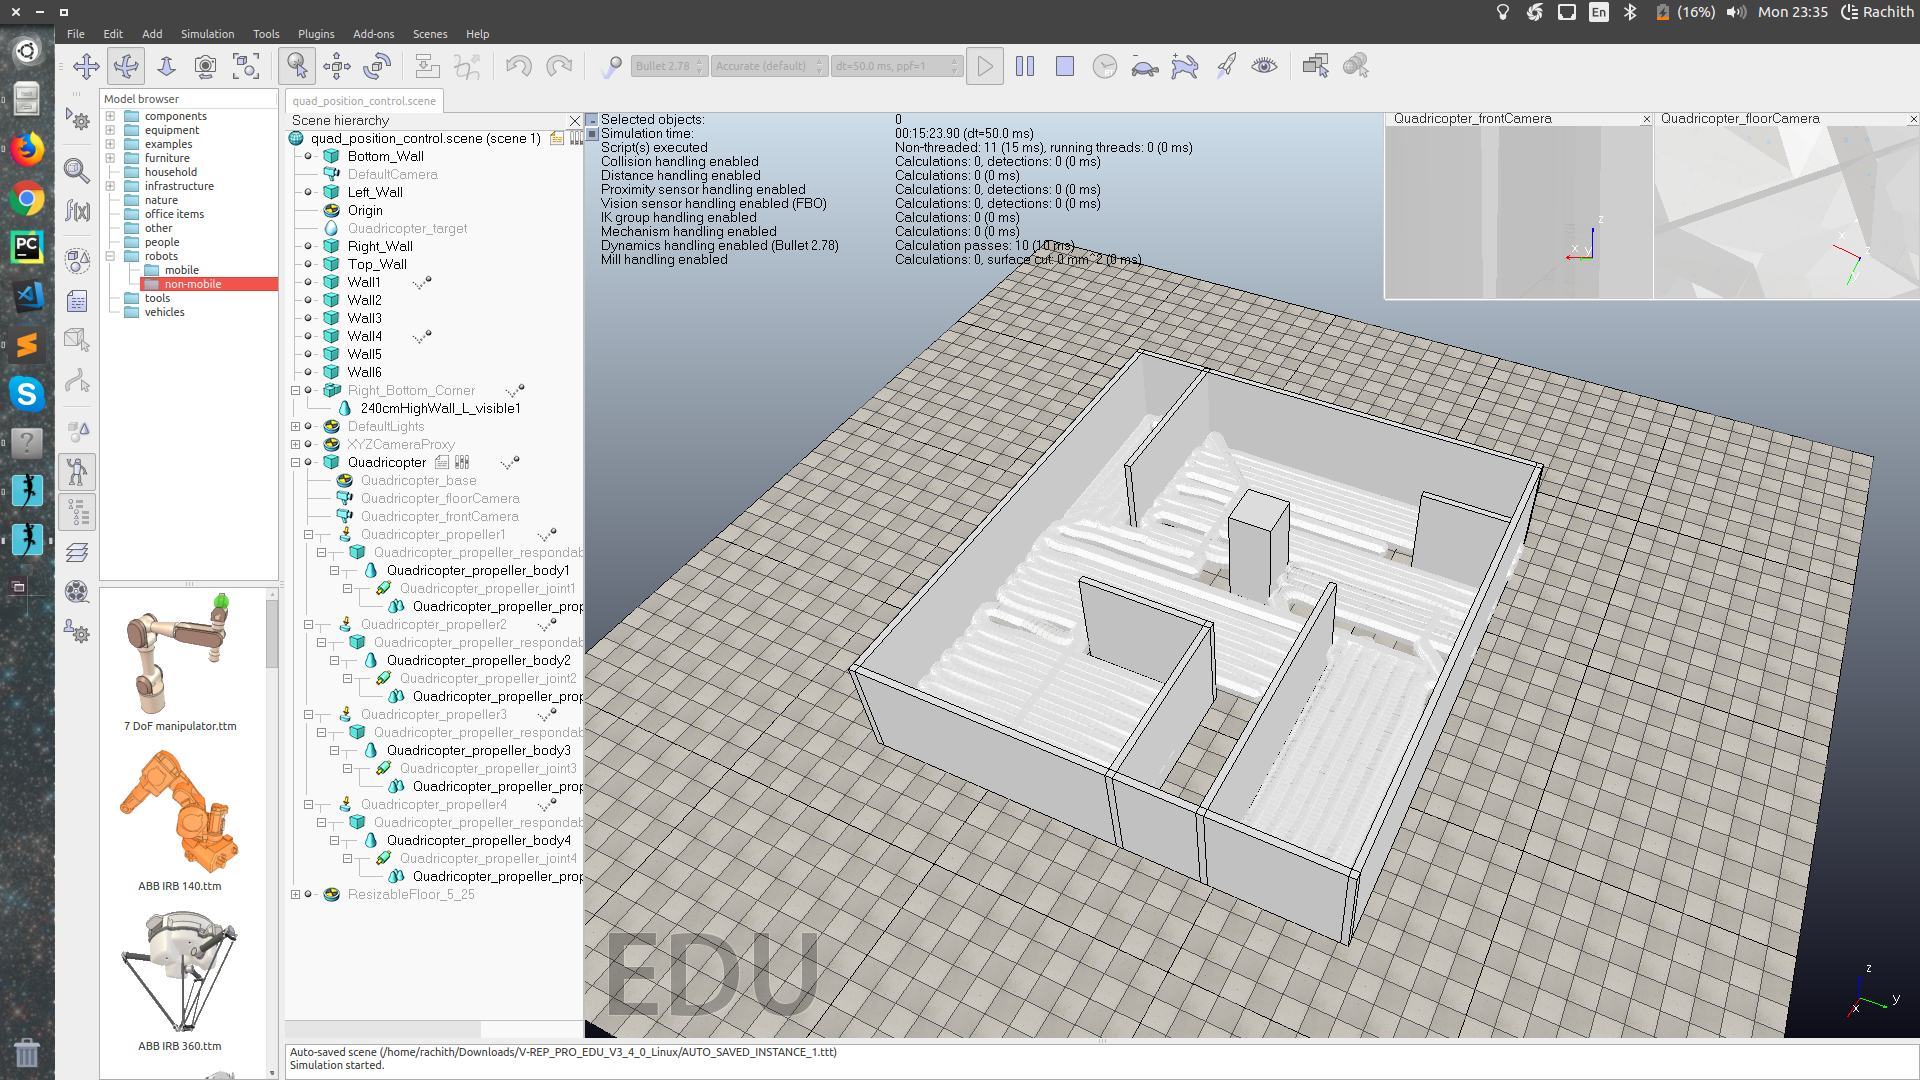 En
(16%)
Mon 23:35
Rachith
File Edit Add Simulation Tools Plugins Add-ons Scenes Help
Bullet 2.78
Accurate (default)
dt=50.0 ms, ppf=1
Model browser
components
equipment
examples
furniture
household
infrastructure
nature
office items
other
people
robots
mobile
non-mobile
tools
vehicles
7 DoF manipulator.ttm
ABB IRB 140.ttm
ABB IRB 360.ttm
quad_position_control.scene
Scene hierarchy
quad_position_control.scene (scene 1)
Bottom_Wall
DefaultCamera
Left_Wall
Origin
Quadricopter_target
Right_Wall
Top_Wall
Wall1
Wall2
Wall3
Wall4
Wall5
Wall6
Right_Bottom_Corner
240cmHighWall_L_visible1
DefaultLights
XYZCameraProxy
Quadricopter
Quadricopter_base
Quadricopter_floorCamera
Quadricopter_frontCamera
Quadricopter_propeller1
Quadricopter_propeller_respondab
Quadricopter_propeller_body1
Quadricopter_propeller_joint1
Quadricopter_propeller_prop
Quadricopter_propeller2
Quadricopter_propeller_respondab
Quadricopter_propeller_body2
Quadricopter_propeller_joint2
Quadricopter_propeller_prop
Quadricopter_propeller3
Quadricopter_propeller_respondab
Quadricopter_propeller_body3
Quadricopter_propeller_joint3
Quadricopter_propeller_prop
Quadricopter_propeller4
Quadricopter_propeller_respondab
Quadricopter_propeller_body4
Quadricopter_propeller_joint4
Quadricopter_propeller_prop
ResizableFloor_5_25
Selected objects: 0
Simulation time: 00:15:23.90 (dt=50.0 ms)
Script(s) executed Non-threaded: 11 (15 ms), running threads: 0 (0 ms)
Collision handling enabled Calculations: 0, detections: 0 (0 ms)
Distance handling enabled Calculations: 0 (0 ms)
Proximity sensor handling enabled Calculations: 0, detections: 0 (0 ms)
Vision sensor handling enabled (FBO) Calculations: 0, detections: 0 (0 ms)
IK group handling enabled Calculations: 0 (0 ms)
Mechanism handling enabled Calculations: 0 (0 ms)
Dynamics handling enabled (Bullet 2.78) Calculation passes: 10 (10 ms)
Mill handling enabled Calculations: 0, surface cut: 0 mm^2 (0 ms)
Quadricopter_frontCamera
x y z
Quadricopter_floorCamera
x z y
EDU
z
y
x
Auto-saved scene (/home/rachith/Downloads/V-REP_PRO_EDU_V3_4_0_Linux/AUTO_SAVED_INSTANCE_1.ttt)
Simulation started.
PC
f(x)